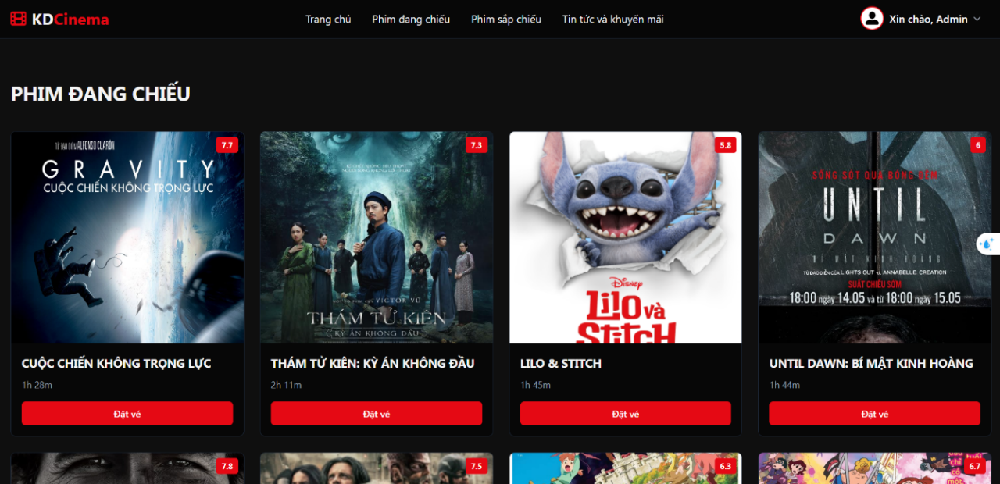 KDCinema
Trang chủ
Phim đang chiếu
Phim sắp chiếu
Tin tức và khuyến mãi
Xin chào, Admin
PHIM ĐANG CHIẾU
TỪ ĐẠO DIỄN ALFONSO CUARÓN
7.7
GRAVITY
CUỘC CHIẾN KHÔNG TRỌNG LỰC
CUỘC CHIẾN KHÔNG TRỌNG LỰC
1h 28m
Đặt vé
7.3
VICTOR VŨ
THÁM TỬ KIÊN
KỲ ÁN KHÔNG ĐẦU
THÁM TỬ KIÊN: KỲ ÁN KHÔNG ĐẦU
2h 11m
Đặt vé
5.8
DISNEY
LiLO và
STiTCH
LILO & STITCH
1h 45m
Đặt vé
6
SỐNG SÓT QUA BÓNG ĐÊM
UNTIL
DAWN
BÍ MẬT KINH HOÀNG
TỪ ĐẠO DIỄN CỦA LIGHTS OUT và ANNABELLE: CREATION
SUẤT CHIẾU SỚM
18:00 ngày 14.05 và từ 18:00 ngày 15.05
UNTIL DAWN: BÍ MẬT KINH HOÀNG
1h 44m
Đặt vé
7.8
7.5
6.3
6.7